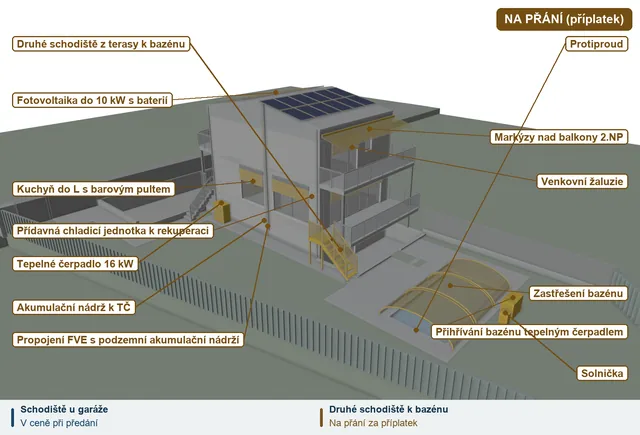 NA PŘÁNÍ (příplatek)
Druhé schodiště z terasy k bazénu
Protiproud
Fotovoltaika do 10 kW s baterií
Markýzy nad balkony 2.NP
Venkovní žaluzie
Kuchyň do L s barovým pultem
Přídavná chladicí jednotka k rekuperaci
Tepelné čerpadlo 16 kW
Zastřešení bazénu
Akumulační nádrž k TČ
Přihřívání bazénu tepelným čerpadlem
Propojení FVE s podzemní akumulační nádrží
Solnička
Schodiště u garáže
V ceně při předání
Druhé schodiště k bazénu
Na přání za příplatek